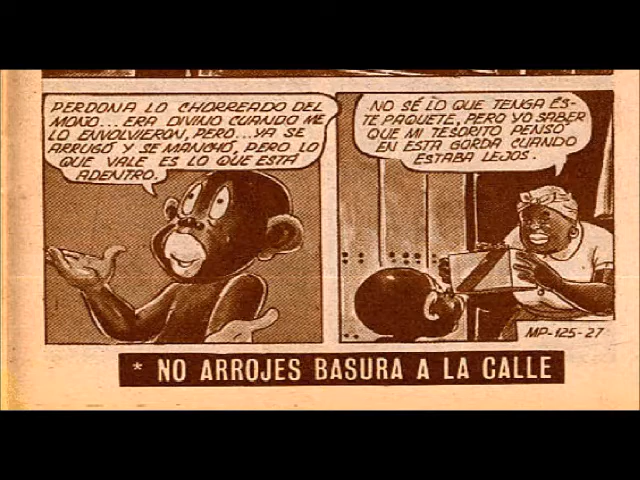 PERDONA LO CHORREADO DEL
MOÑO... ERA DIVINO CUANDO ME
LO ENVOLVIERON, PERO... YA SE
ARRUGÓ Y SE MANCHÓ, PERO LO
QUE VALE ES LO QUE ESTÁ
ADENTRO.
NO SÉ LO QUE TENGA ÉS-
TE PAQUETE, PERO YO SABER
QUE MI TESORITO PENSÓ
EN ESTA GORDA CUANDO
ESTABA LEJOS.
MP-125-27
* NO ARROJES BASURA A LA CALLE